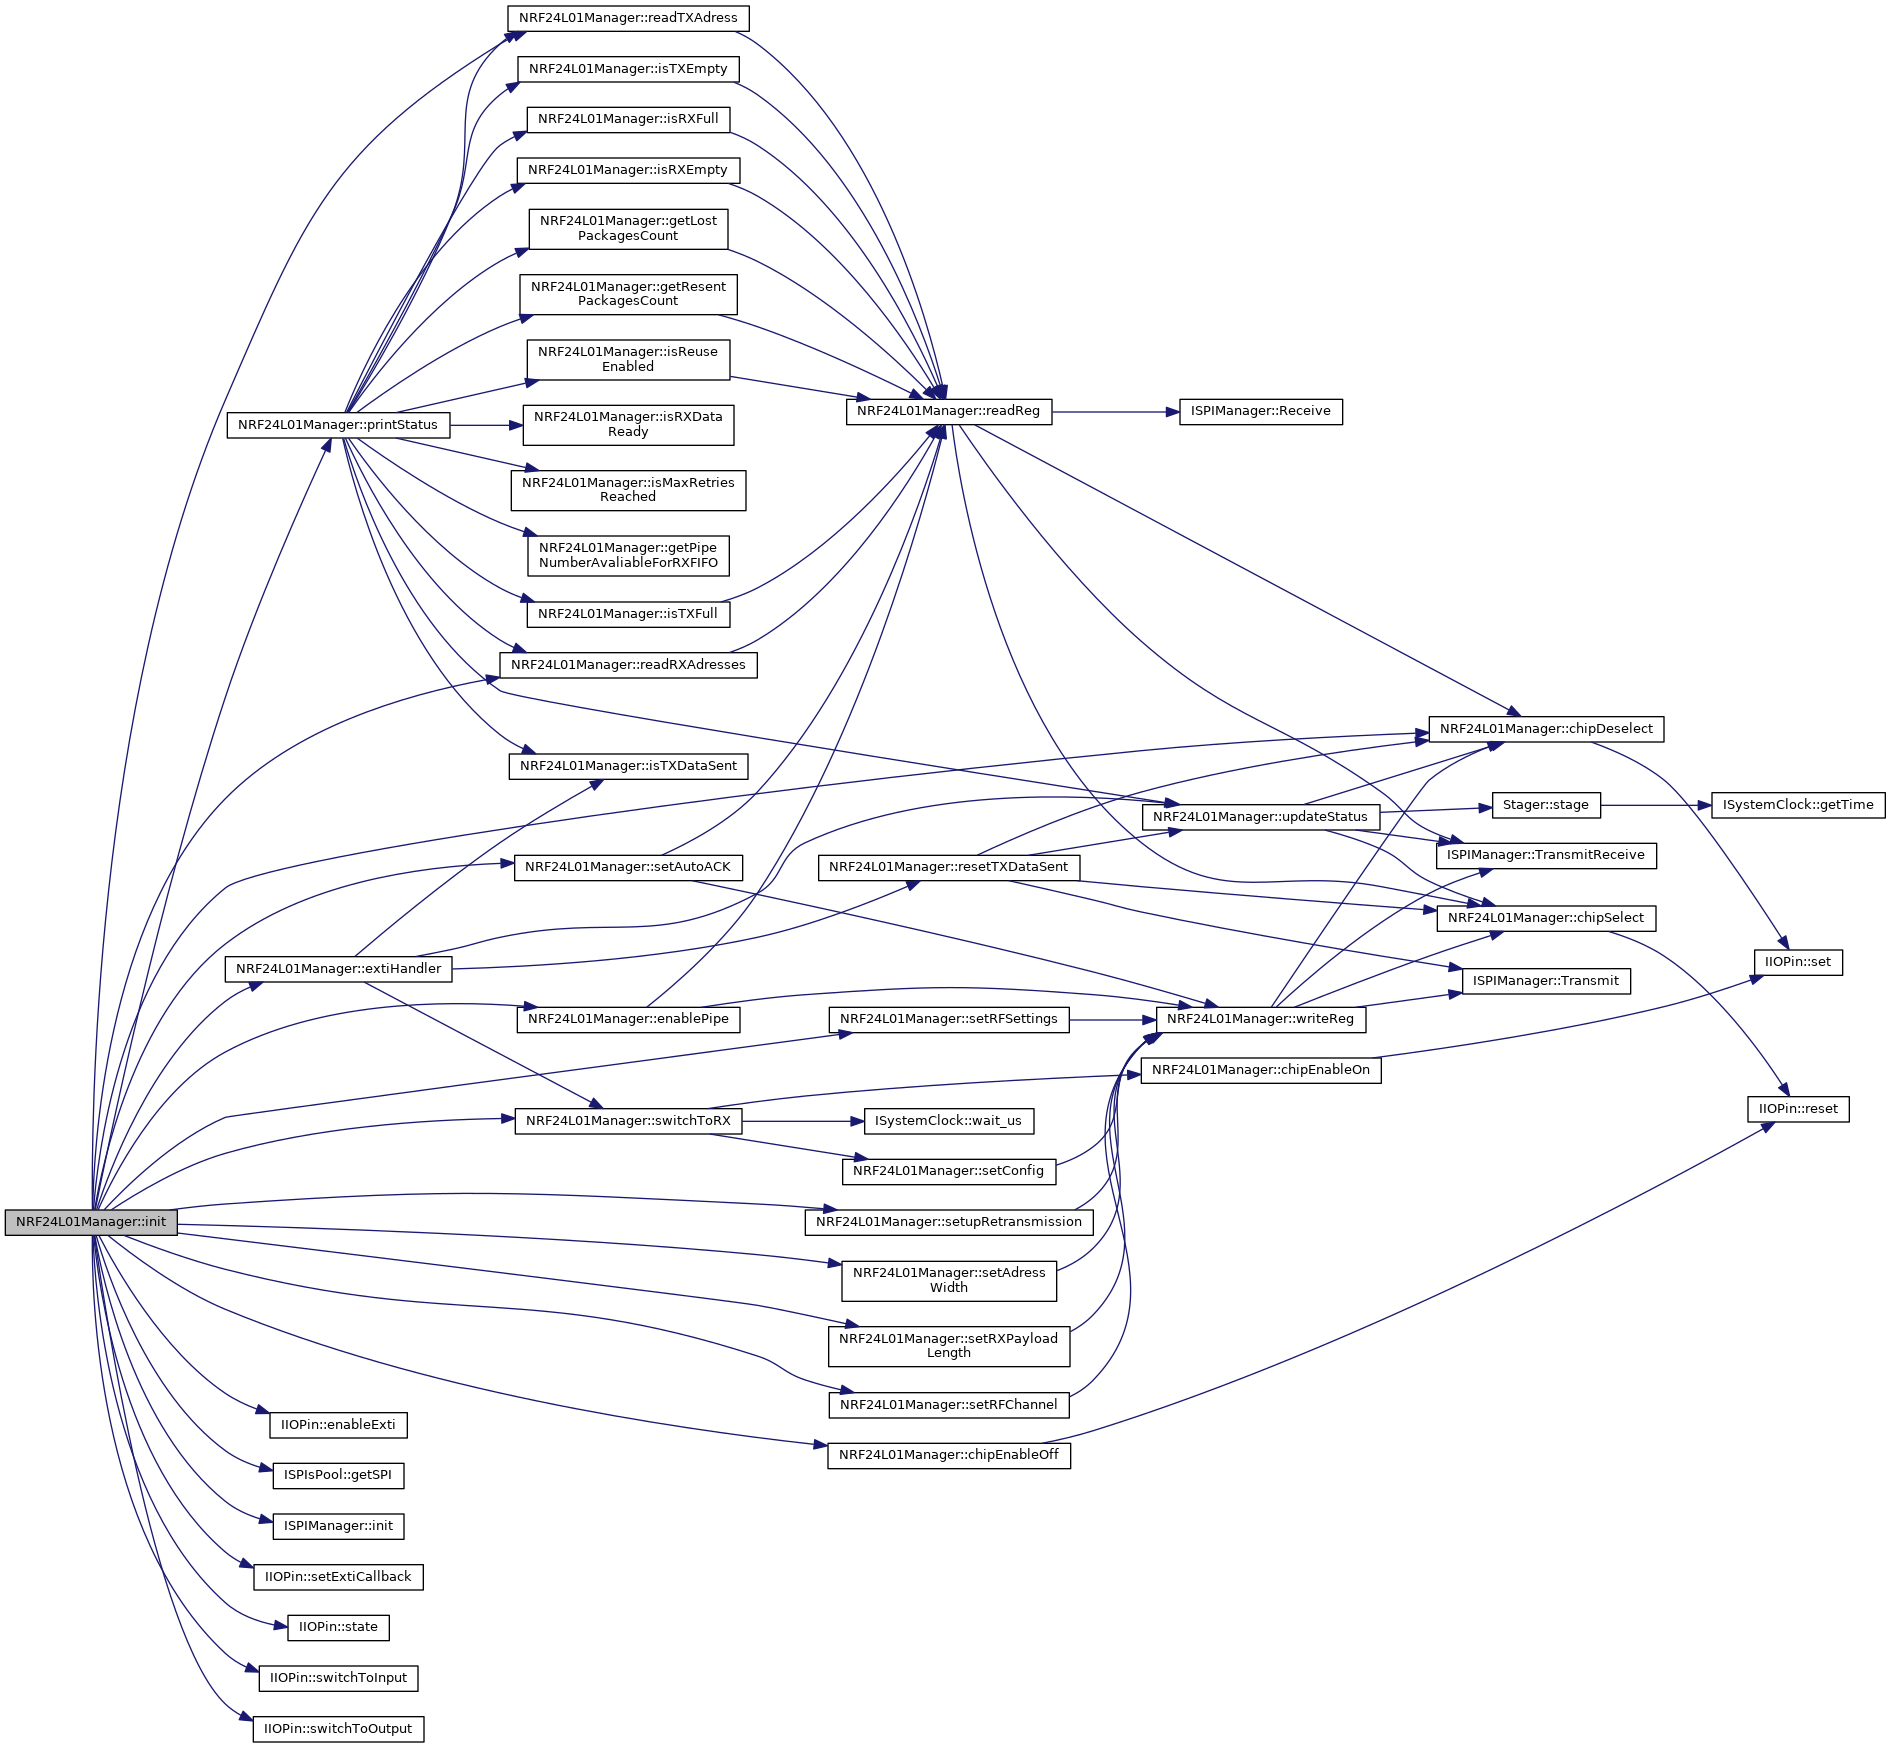 NRF24L01Manager::readTXAdress
NRF24L01Manager::isTXEmpty
NRF24L01Manager::isRXFull
NRF24L01Manager::isRXEmpty
NRF24L01Manager::getLost
PackagesCount
NRF24L01Manager::getResent
PackagesCount
NRF24L01Manager::isReuse
Enabled
NRF24L01Manager::readReg
ISPIManager::Receive
NRF24L01Manager::printStatus
NRF24L01Manager::isRXData
Ready
NRF24L01Manager::isMaxRetries
Reached
NRF24L01Manager::getPipe
NumberAvaliableForRXFIFO
NRF24L01Manager::isTXFull
NRF24L01Manager::readRXAdresses
NRF24L01Manager::chipDeselect
NRF24L01Manager::isTXDataSent
Stager::stage
ISystemClock::getTime
NRF24L01Manager::updateStatus
ISPIManager::TransmitReceive
NRF24L01Manager::setAutoACK
NRF24L01Manager::resetTXDataSent
NRF24L01Manager::chipSelect
IIOPin::set
NRF24L01Manager::extiHandler
ISPIManager::Transmit
NRF24L01Manager::enablePipe
NRF24L01Manager::setRFSettings
NRF24L01Manager::writeReg
NRF24L01Manager::chipEnableOn
IIOPin::reset
NRF24L01Manager::switchToRX
ISystemClock::wait_us
NRF24L01Manager::setConfig
NRF24L01Manager::init
NRF24L01Manager::setupRetransmission
NRF24L01Manager::setAdress
Width
NRF24L01Manager::setRXPayload
Length
NRF24L01Manager::setRFChannel
IIOPin::enableExti
NRF24L01Manager::chipEnableOff
ISPIsPool::getSPI
ISPIManager::init
IIOPin::setExtiCallback
IIOPin::state
IIOPin::switchToInput
IIOPin::switchToOutput